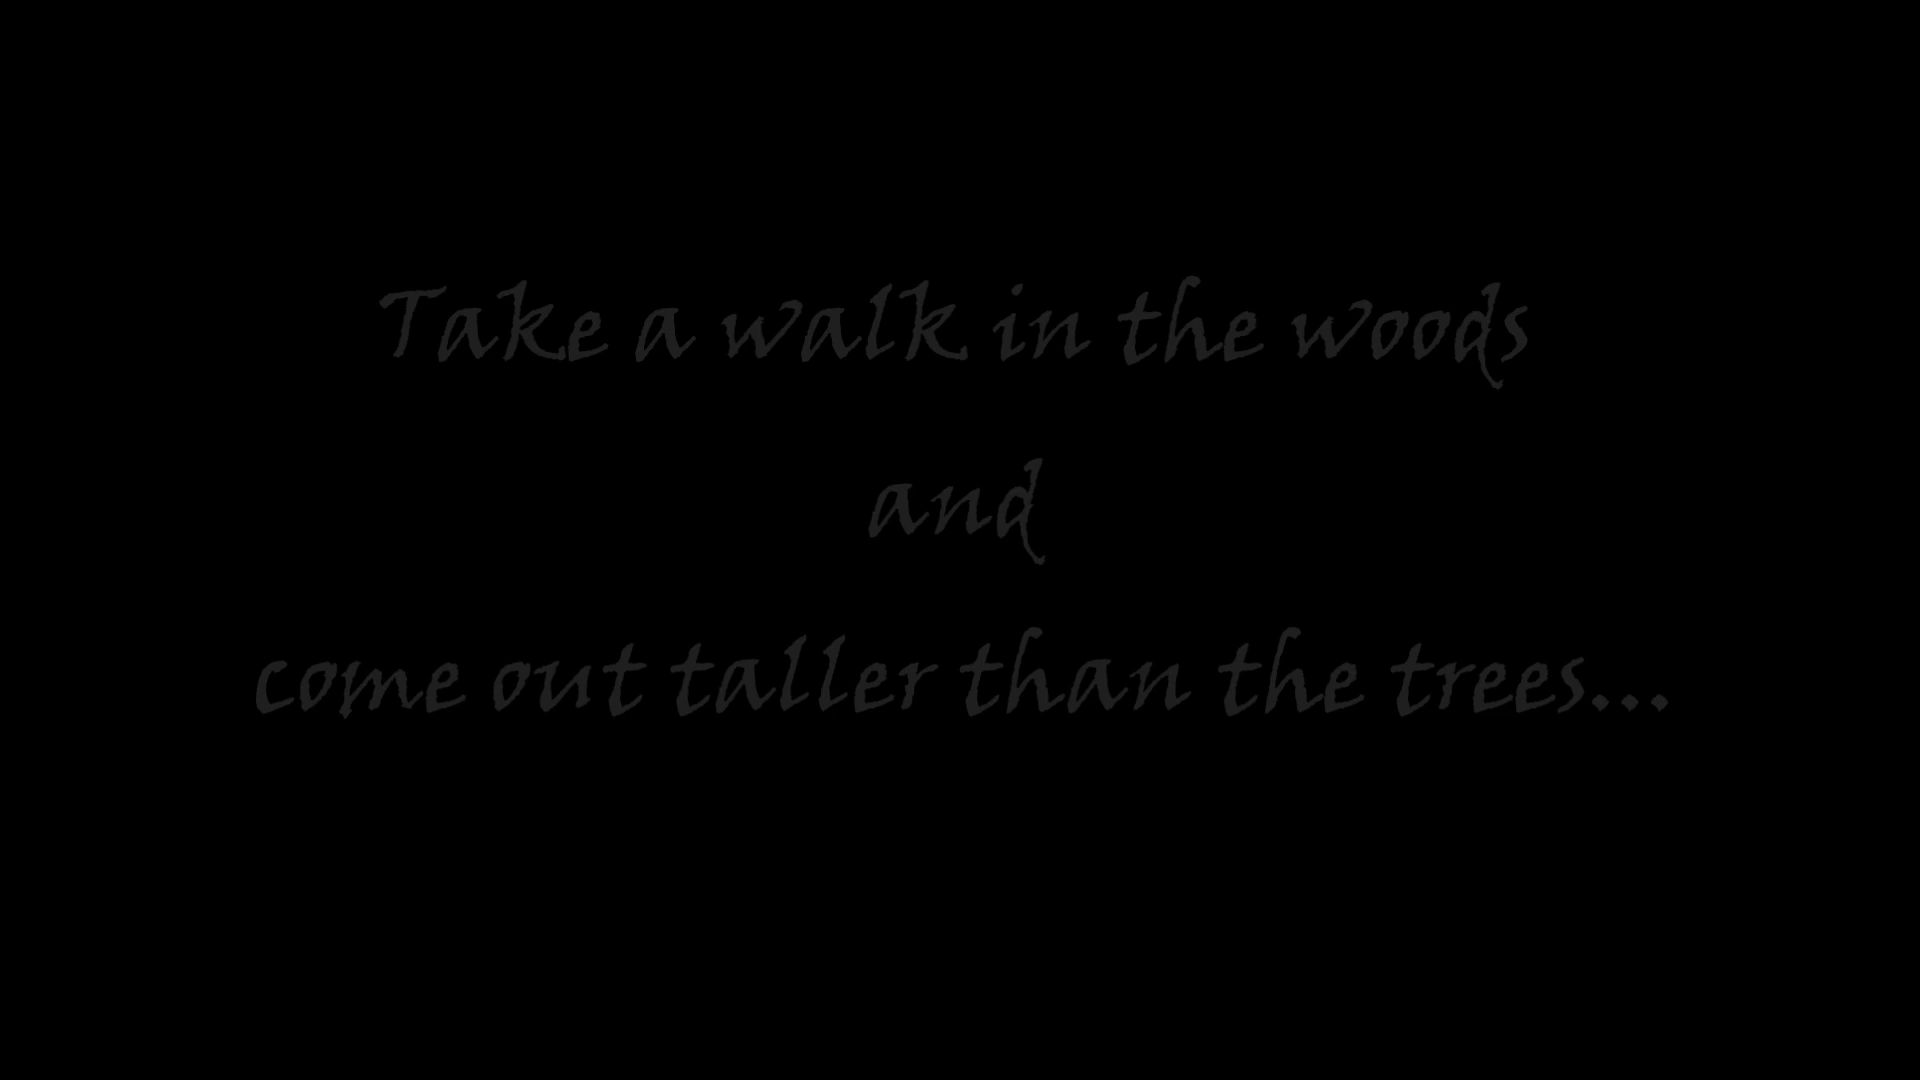 Take a walk in the woods
and
come out taller than the trees...